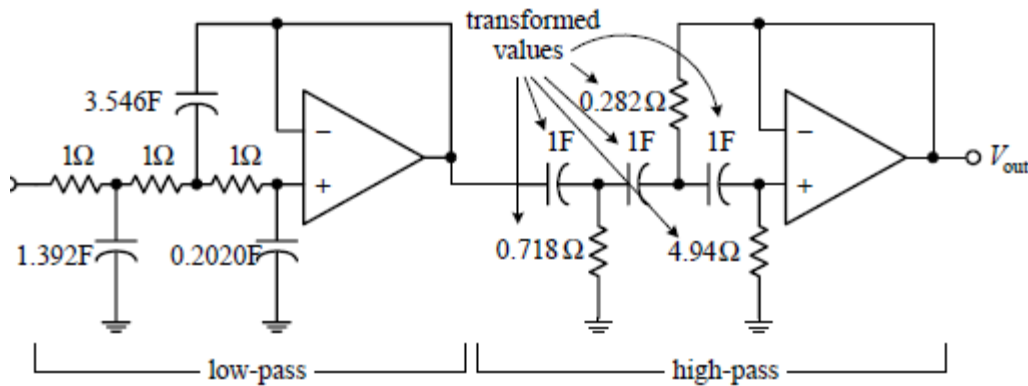 transformed
values
3.546F
0.282Ω
1Ω 1Ω 1Ω
1F 1F 1F
−
+
−
+
V out
1.392F
0.2020F
0.718Ω
4.94Ω
low-pass
high-pass